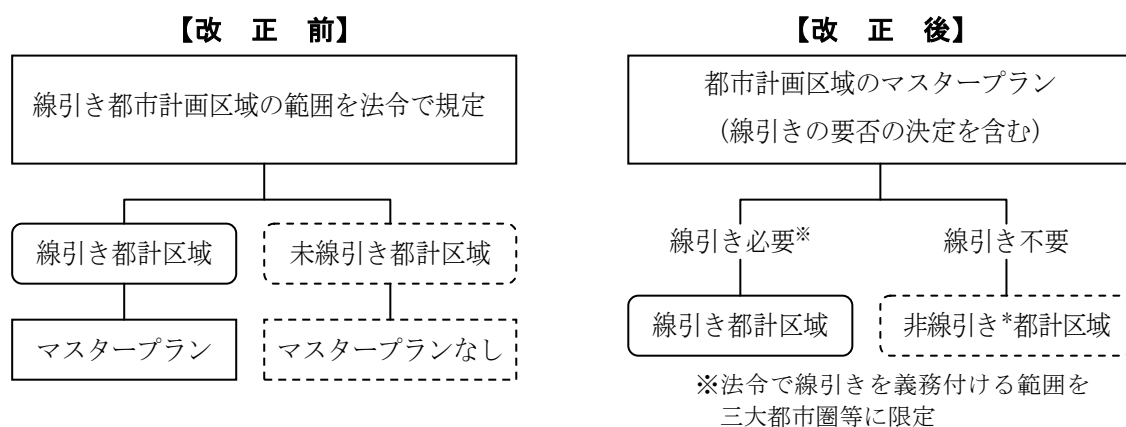 【改 正 前】
線引き都市計画区域の範囲を法令で規定
線引き都計区域
未線引き都計区域
マスタープラン
マスタープランなし
【改 正 後】
都市計画区域のマスタープラン
(線引きの要否の決定を含む)
線引き必要※
線引き不要
線引き都計区域
非線引き*都計区域
※法令で線引きを義務付ける範囲を
三大都市圏等に限定